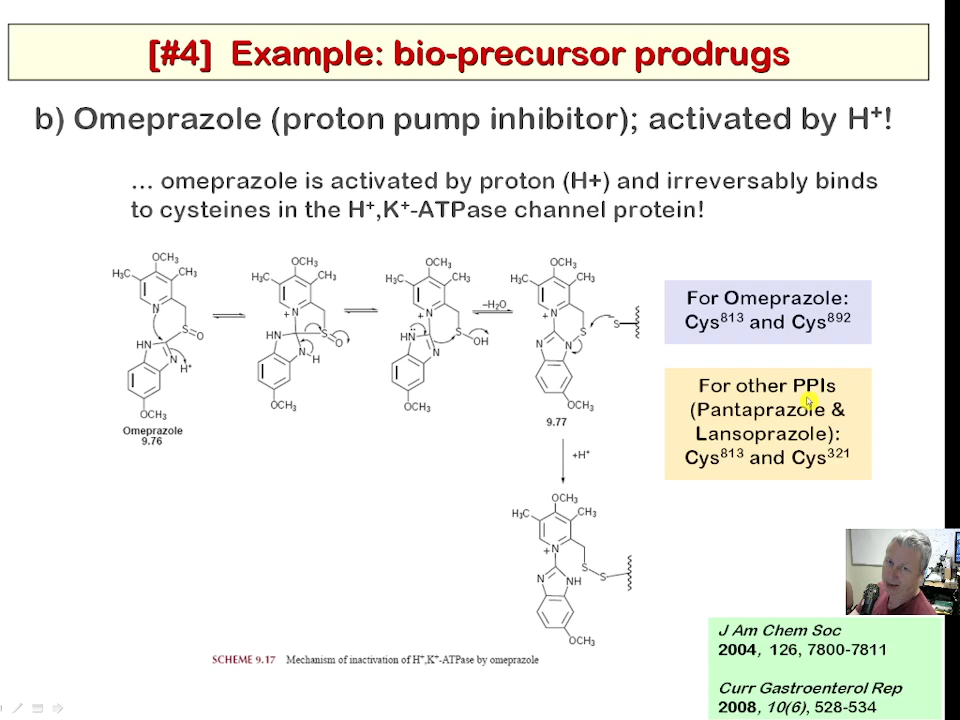 [#4] Example: bio-precursor prodrugs
b) Omeprazole (proton pump inhibitor); activated by H⁺!
… omeprazole is activated by proton (H+) and irreversably binds
to cysteines in the H⁺,K⁺-ATPase channel protein!
OCH₃
H₃C
CH₃
N
S
O
HN
N
H⁺
OCH₃
Omeprazole
9.76
OCH₃
H₃C
CH₃
N
+
HN
S
O
N
H
OCH₃
OCH₃
H₃C
CH₃
N
+
HN
S
OH
N
OCH₃
–H₂O
OCH₃
H₃C
CH₃
N
+
S
N
N
OCH₃
9.77
S
+H⁺
OCH₃
H₃C
CH₃
N
+
S
S
N
NH
OCH₃
For Omeprazole:
Cys⁸¹³ and Cys⁸⁹²
For other PPIs
(Pantaprazole &
Lansoprazole):
Cys⁸¹³ and Cys³²¹
SCHEME 9.17 Mechanism of inactivation of H⁺,K⁺-ATPase by omeprazole
J Am Chem Soc
2004, 126, 7800-7811
Curr Gastroenterol Rep
2008, 10(6), 528-534